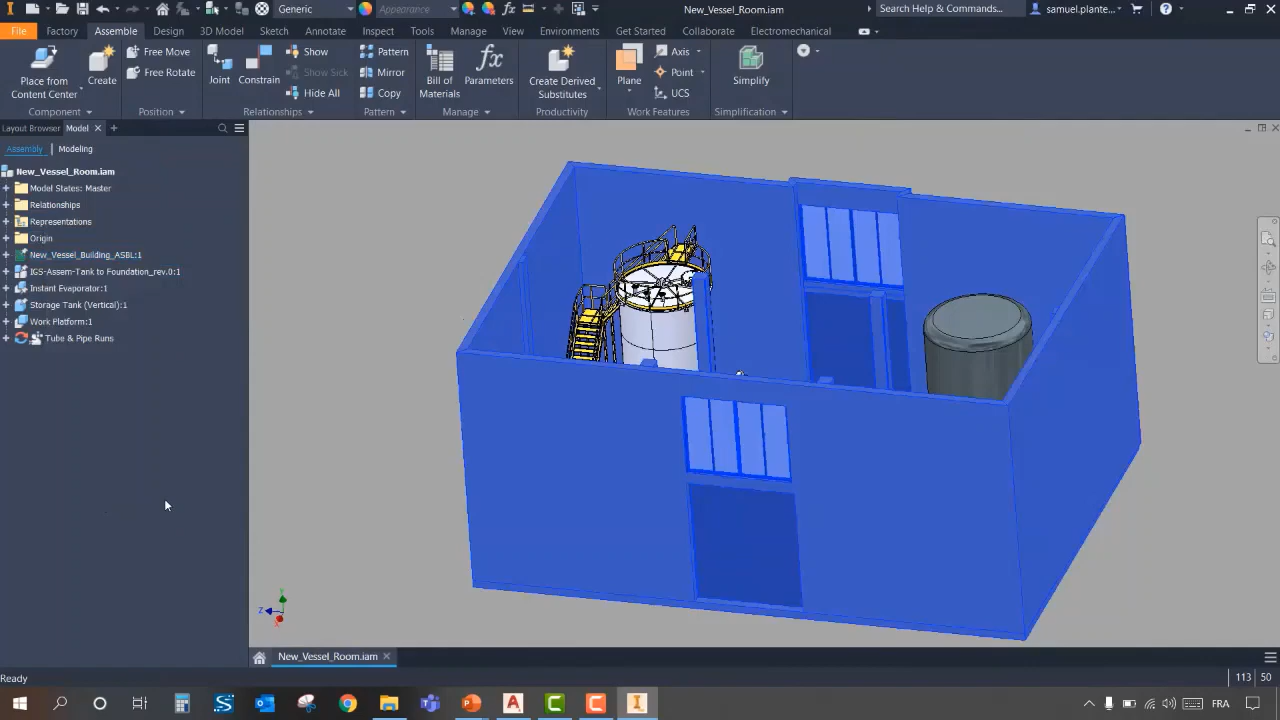 Generic
Appearance
New_Vessel_Room.iam
Search Help & Commands...
samuel.plante...
File
Factory
Assemble
Design
3D Model
Sketch
Annotate
Inspect
Tools
Manage
View
Environments
Get Started
Collaborate
Electromechanical
Place from
Content Center
Create
Free Move
Free Rotate
Joint
Constrain
Show
Show Sick
Hide All
Pattern
Mirror
Copy
Bill of
Materials
Parameters
Create Derived
Substitutes
Plane
Axis
Point
UCS
Simplify
Component
Position
Relationships
Pattern
Manage
Productivity
Work Features
Simplification
Layout Browser
Model
Assembly
Modeling
New_Vessel_Room.iam
Model States: Master
Relationships
Representations
Origin
New_Vessel_Building_ASBL:1
IGS-Assem-Tank to Foundation_rev.0:1
Instant Evaporator:1
Storage Tank (Vertical):1
Work Platform:1
Tube & Pipe Runs
Z
New_Vessel_Room.iam
Ready
113
50
FRA